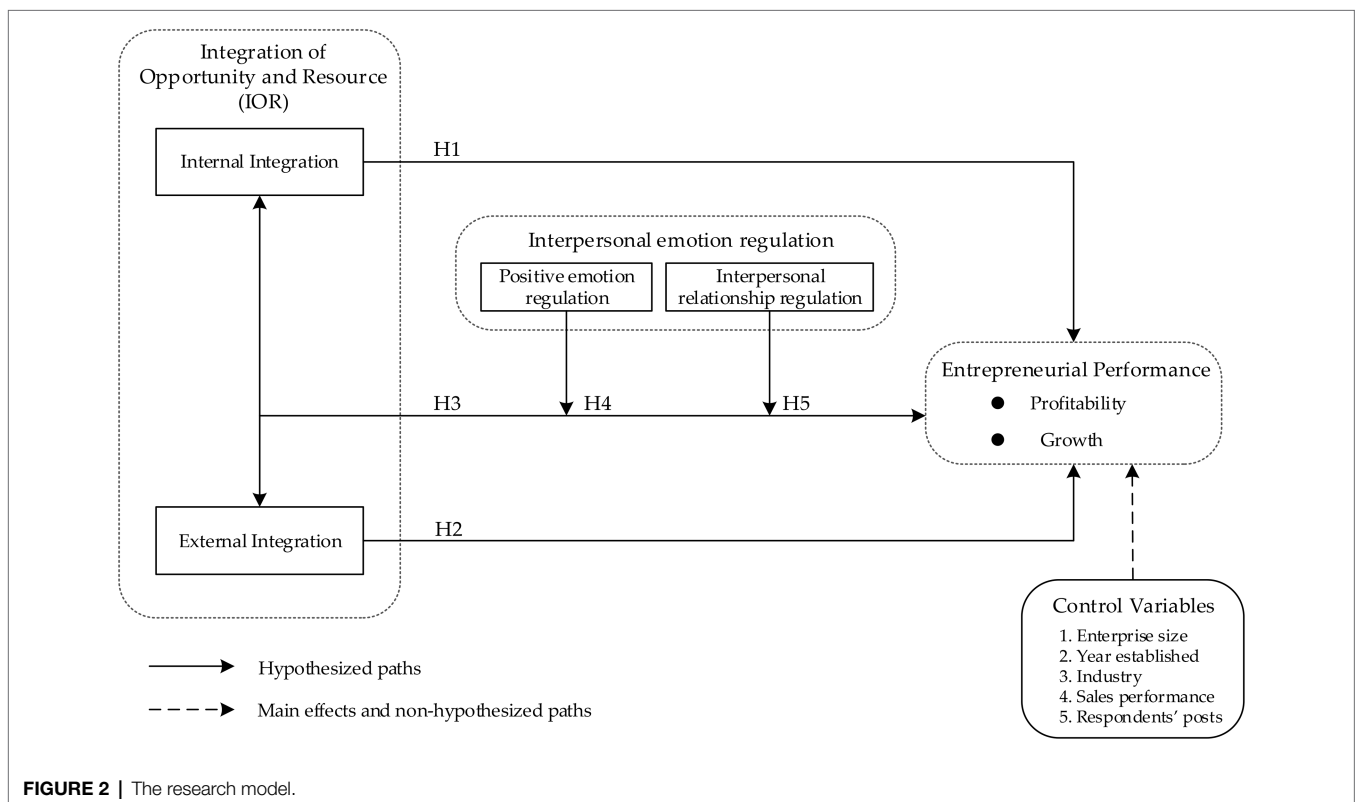 Integration of
Opportunity and Resource
(IOR)
Internal Integration
H1
Interpersonal emotion regulation
Positive emotion
regulation
Interpersonal
relationship regulation
Entrepreneurial Performance
● Profitability
● Growth
H3
H4
H5
External Integration
H2
Control Variables
1. Enterprise size
2. Year established
3. Industry
4. Sales performance
5. Respondents' posts
Hypothesized paths
Main effects and non-hypothesized paths
FIGURE 2 | The research model.